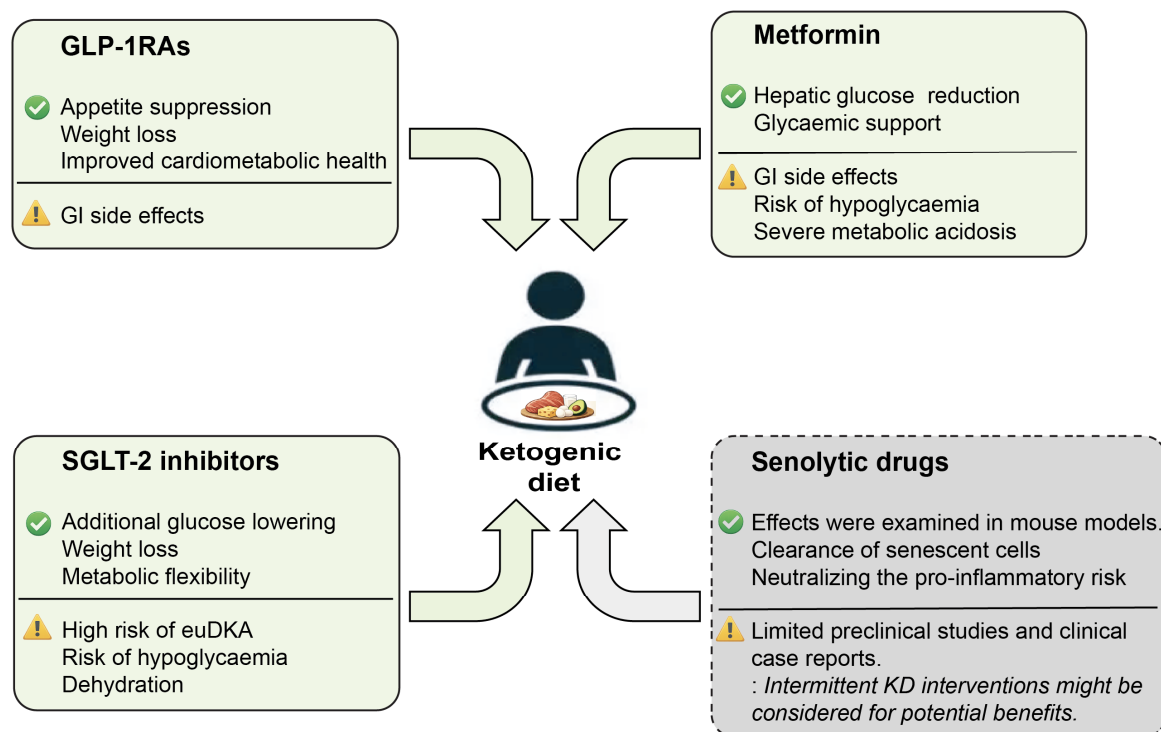 GLP-1RAs
Appetite suppression
Weight loss
Improved cardiometabolic health
GI side effects
Metformin
Hepatic glucose reduction
Glycaemic support
GI side effects
Risk of hypoglycaemia
Severe metabolic acidosis
Ketogenic
diet
SGLT-2 inhibitors
Additional glucose lowering
Weight loss
Metabolic flexibility
High risk of euDKA
Risk of hypoglycaemia
Dehydration
Senolytic drugs
Effects were examined in mouse models.
Clearance of senescent cells
Neutralizing the pro-inflammatory risk
Limited preclinical studies and clinical
case reports.
: Intermittent KD interventions might be
considered for potential benefits.